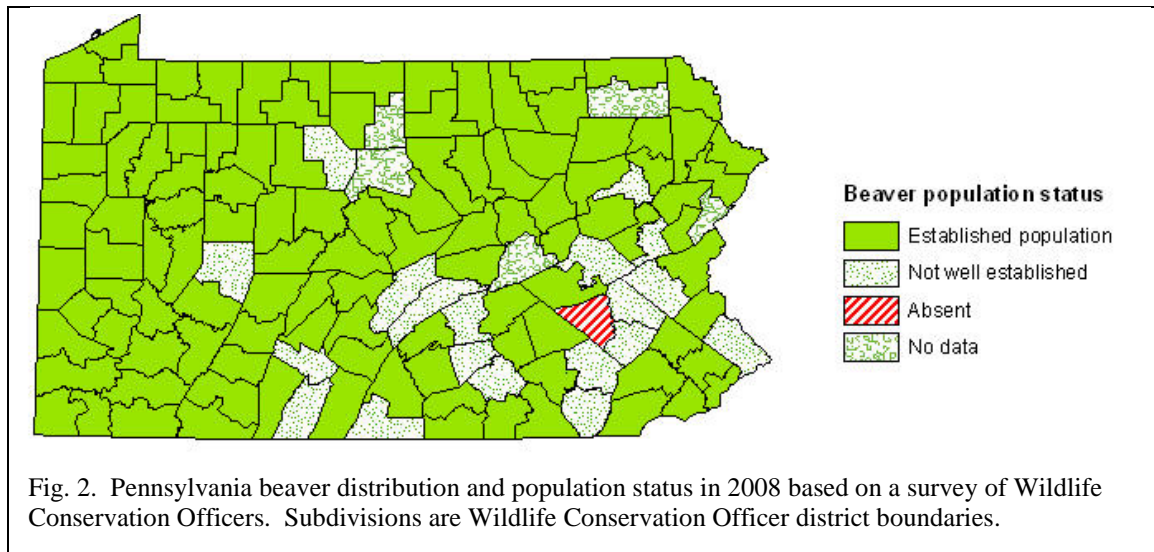 Beaver population status
Established population
Not well established
Absent
No data
Fig. 2. Pennsylvania beaver distribution and population status in 2008 based on a survey of Wildlife
Conservation Officers. Subdivisions are Wildlife Conservation Officer district boundaries.